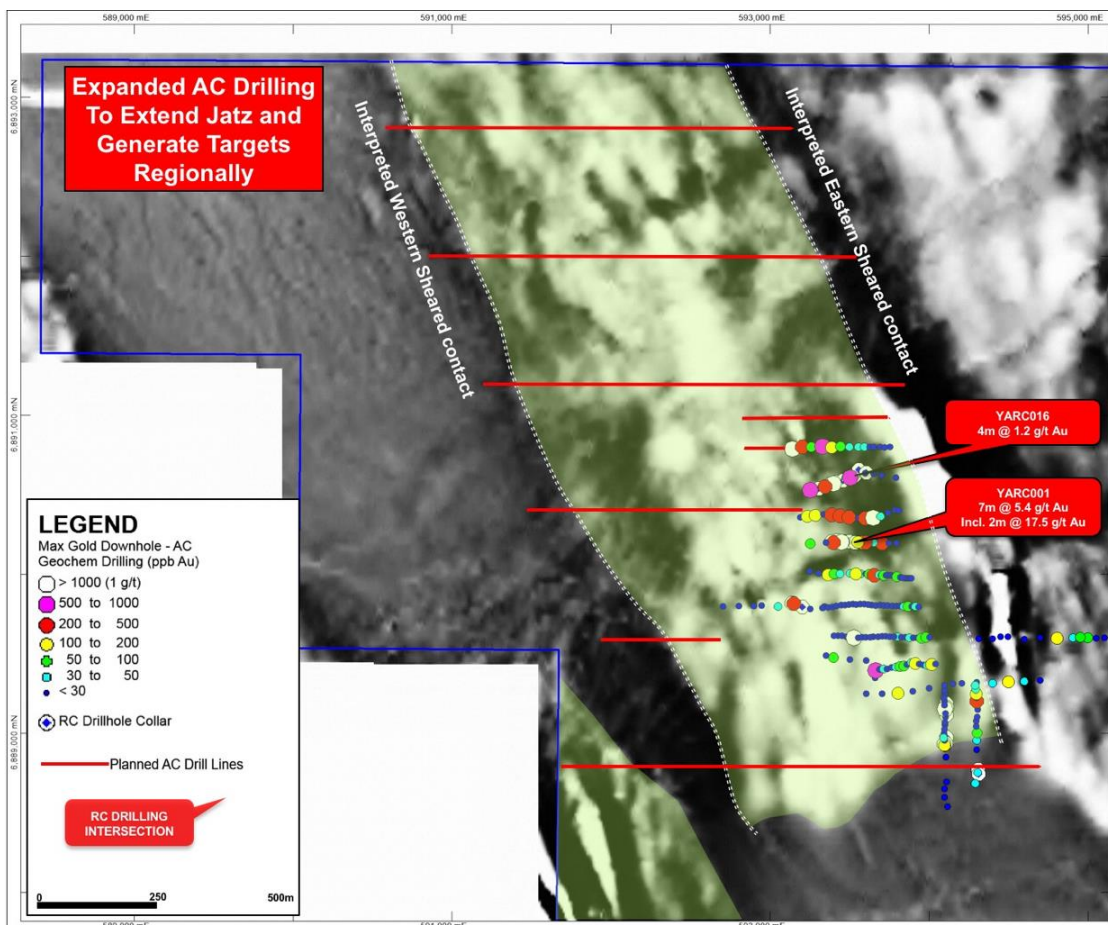 589,000 mE
591,000 mE
593,000 mE
595,000 mE
6,893,000 mN
6,891,000 mN
6,889,000 mN
Expanded AC Drilling
To Extend Jatz and
Generate Targets
Regionally
Interpreted Western Sheared contact
Interpreted Eastern Sheared contact
YARC016
4m @ 1.2 g/t Au
YARC001
7m @ 5.4 g/t Au
Incl. 2m @ 17.5 g/t Au
LEGEND
Max Gold Downhole - AC
Geochem Drilling (ppb Au)
> 1000 (1 g/t)
500 to 1000
200 to 500
100 to 200
50 to 100
30 to 50
< 30
RC Drillhole Collar
Planned AC Drill Lines
RC DRILLING
INTERSECTION
0
250
500m